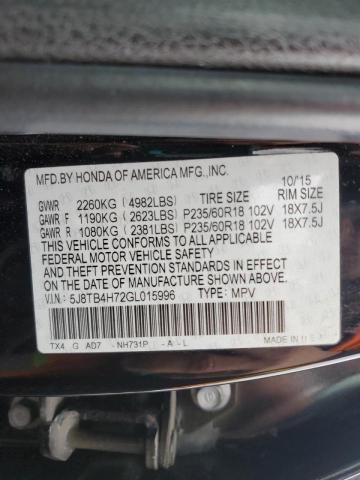 MFD.BY HONDA OF AMERICA MFG.,INC. 10/'15
GVWR 2260KG (4982LBS) TIRE SIZE RIM SIZE
GAWR F 1190KG (2623LBS) P235/60R18 102V 18X7.5J
GAWR R 1080KG (2381LBS) P235/60R18 102V 18X7.5J
THIS VEHICLE CONFORMS TO ALL APPLICABLE
FEDERAL MOTOR VEHICLE SAFETY
AND THEFT PREVENTION STANDARDS IN EFFECT
ON THE DATE OF MANUFACTURE SHOWN ABOVE.
V.I.N.: 5J8TB4H72GL015996 TYPE: MPV
TX4 G AD7 - NH731P - A - L MADE IN U.S.A.